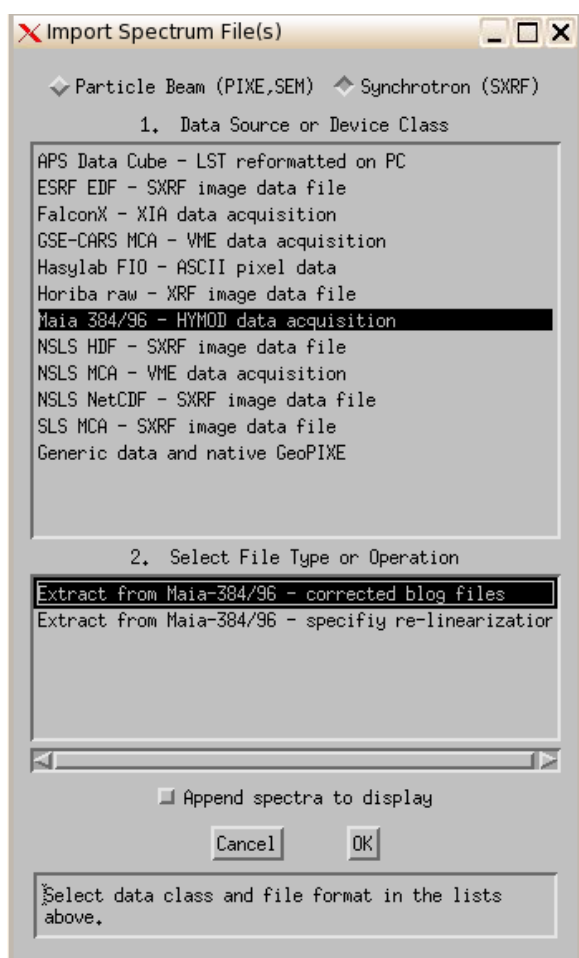 Import Spectrum File(s)
Particle Beam (PIXE,SEM) Synchrotron (SXRF)
1. Data Source or Device Class
APS Data Cube - LST reformatted on PC
ESRF EDF - SXRF image data file
FalconX - XIA data acquisition
GSE-CARS MCA - VME data acquisition
Hasylab FIO - ASCII pixel data
Horiba raw - XRF image data file
Maia 384/96 - HYMOD data acquisition
NSLS HDF - SXRF image data file
NSLS MCA - VME data acquisition
NSLS NetCDF - SXRF image data file
SLS MCA - SXRF image data file
Generic data and native GeoPIXE
2. Select File Type or Operation
Extract from Maia-384/96 - corrected blog files
Extract from Maia-384/96 - specifiy re-linearization
Append spectra to display
Cancel OK
Select data class and file format in the lists
above.